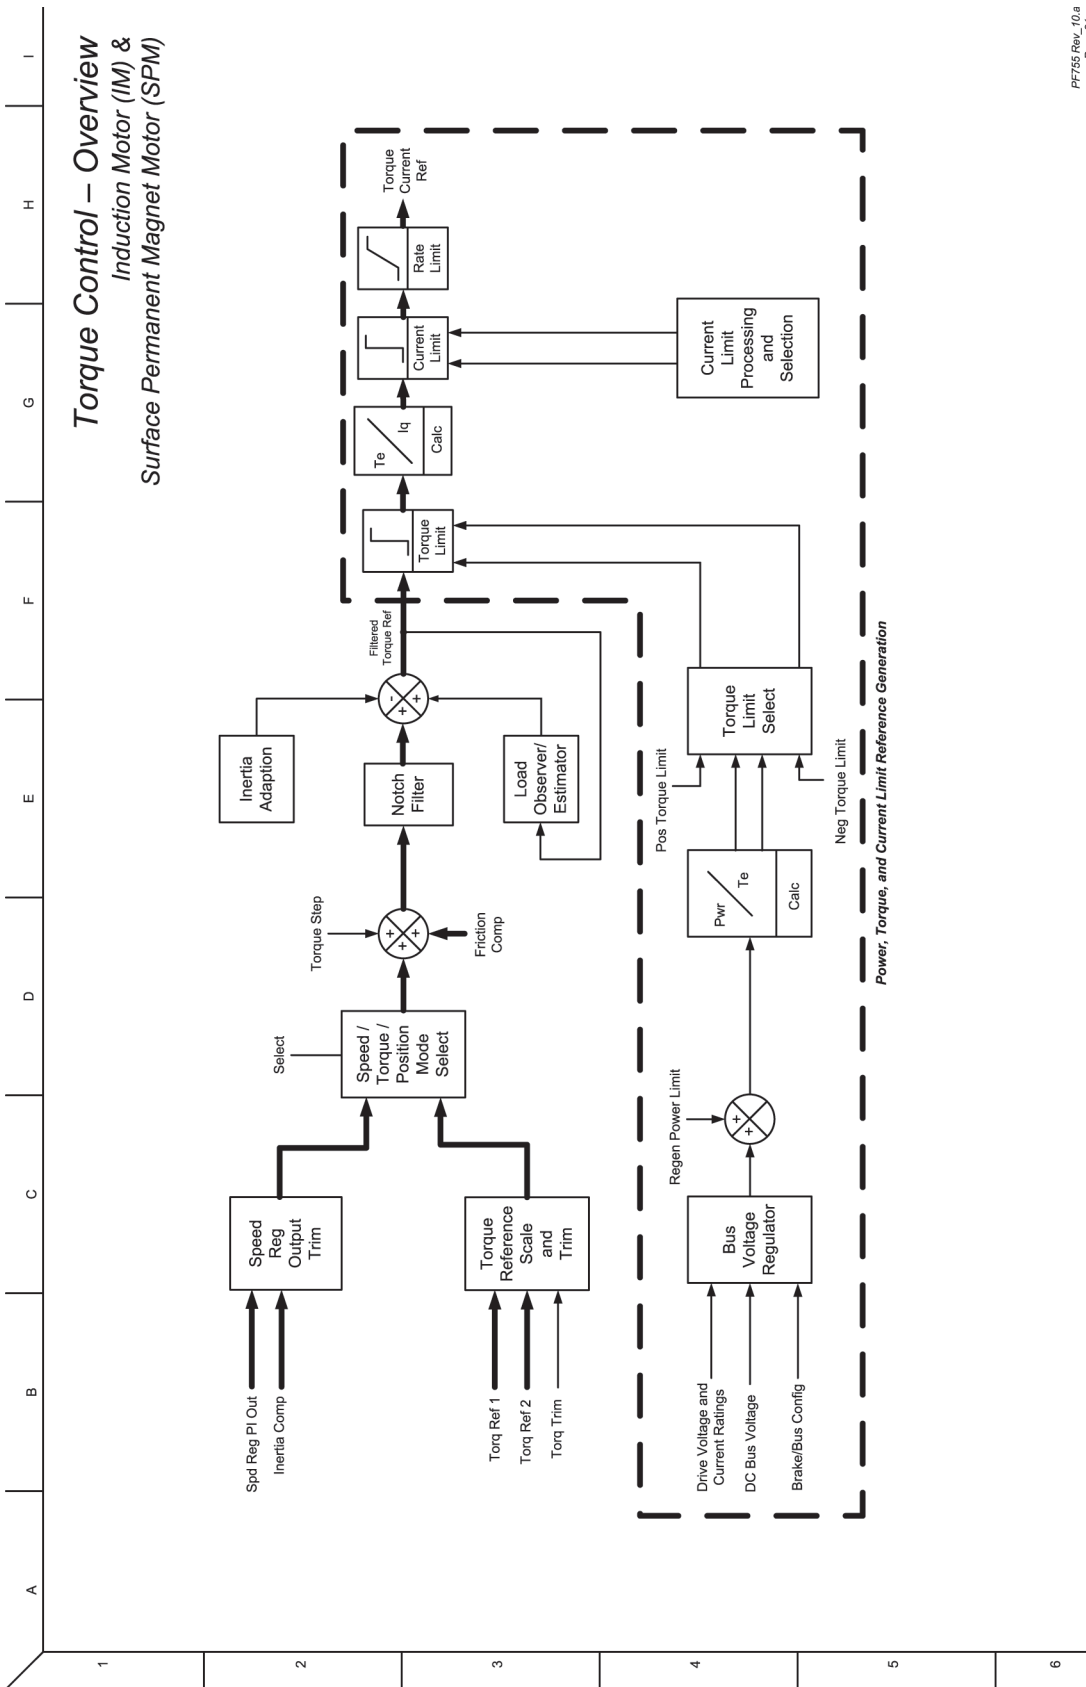 A
B
C
D
E
F
G
H
I
1
2
3
4
5
6
Torque Control – Overview
Induction Motor (IM) &
Surface Permanent Magnet Motor (SPM)
Spd Reg PI Out
Inertia Comp
Speed
Reg
Output
Trim
Torq Ref 1
Torq Ref 2
Torq Trim
Torque
Reference
Scale
and
Trim
Select
Speed /
Torque /
Position
Mode
Select
Torque Step
+
+
+
Friction
Comp
Notch
Filter
Inertia
Adaption
Load
Observer/
Estimator
-
+
+
Filtered
Torque Ref
Torque
Limit
Te
Iq
Calc
Current
Limit
Rate
Limit
Torque
Current
Ref
Current
Limit
Processing
and
Selection
Drive Voltage and
Current Ratings
DC Bus Voltage
Brake/Bus Config
Bus
Voltage
Regulator
Regen Power Limit
+
+
Pwr
Te
Calc
Pos Torque Limit
Neg Torque Limit
Torque
Limit
Select
Power, Torque, and Current Limit Reference Generation
PF755 Rev_10.a